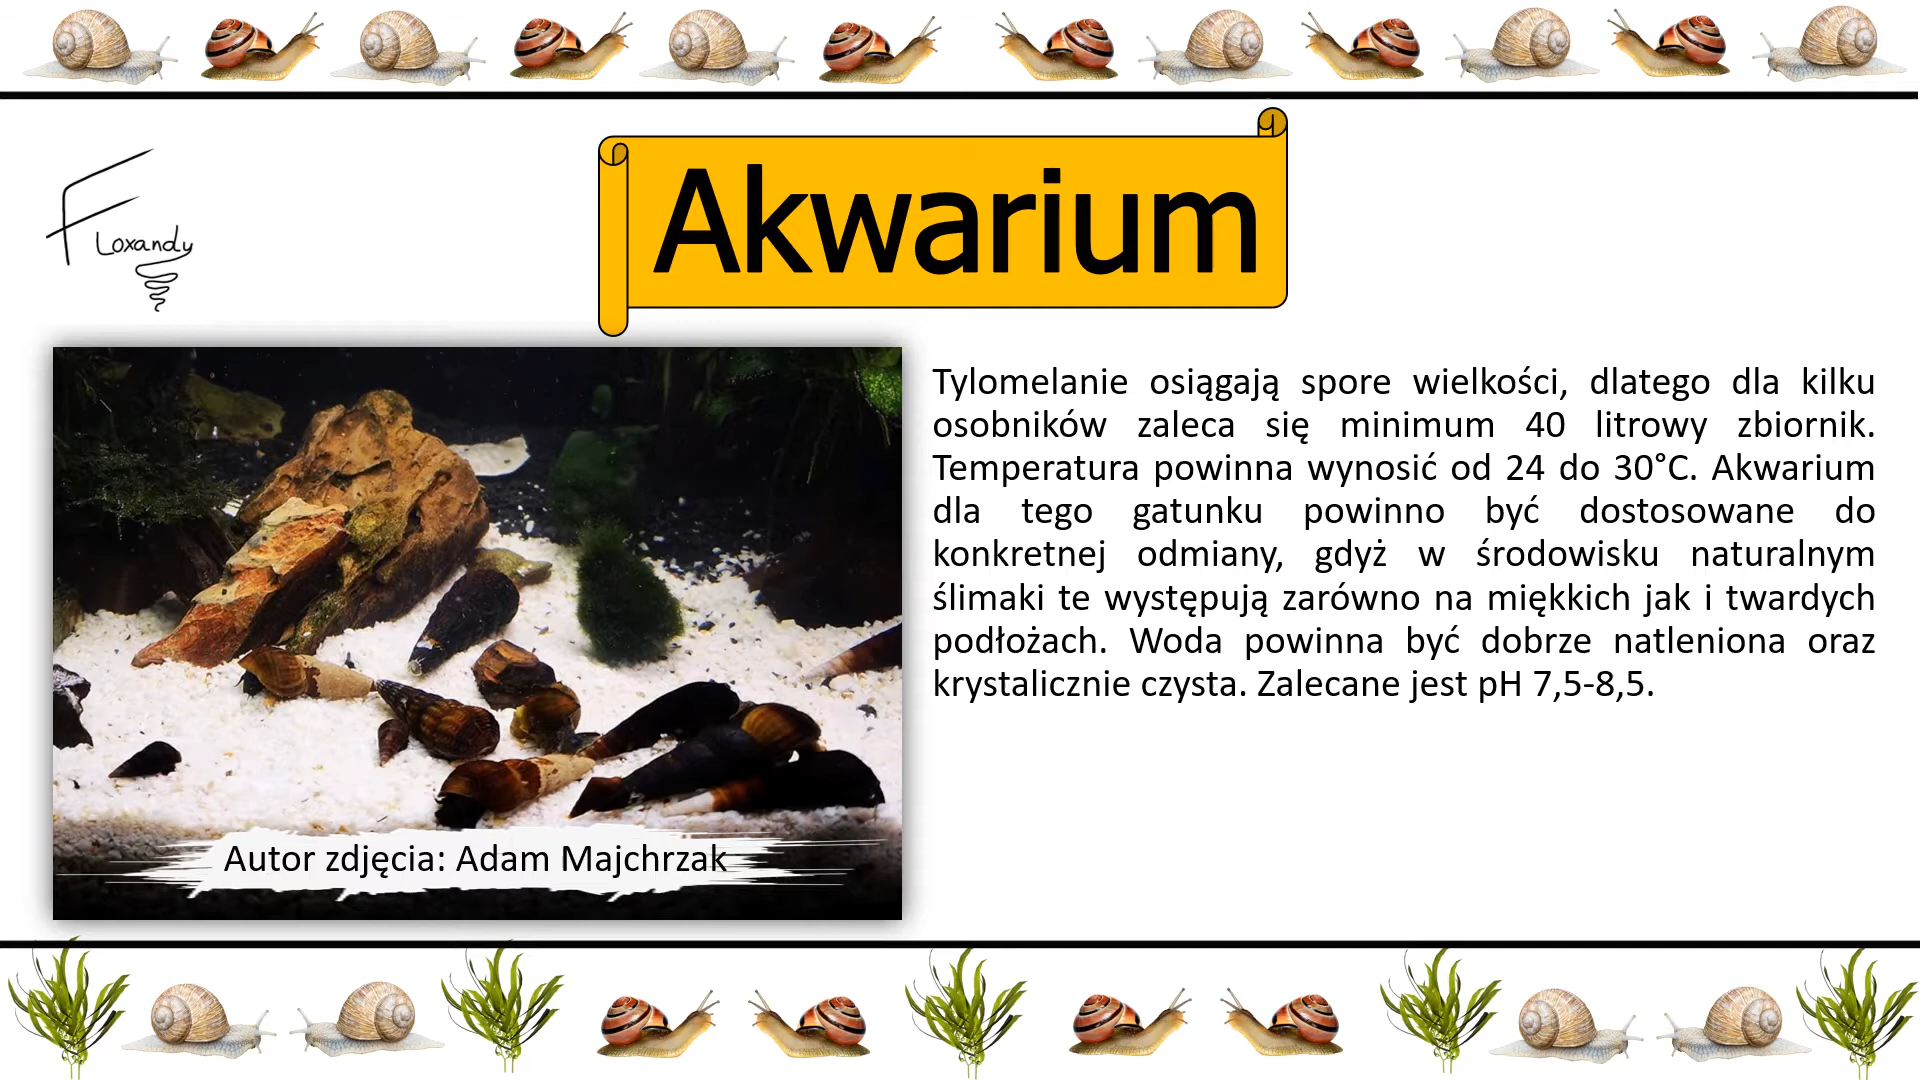 Akwarium
Floxandy
Tylomelanie osiągają spore wielkości, dlatego dla kilku
osobników zaleca się minimum 40 litrowy zbiornik.
Temperatura powinna wynosić od 24 do 30°C. Akwarium
dla tego gatunku powinno być dostosowane do
konkretnej odmiany, gdyż w środowisku naturalnym
ślimaki te występują zarówno na miękkich jak i twardych
podłożach. Woda powinna być dobrze natleniona oraz
krystalicznie czysta. Zalecane jest pH 7,5-8,5.
Autor zdjęcia: Adam Majchrzak